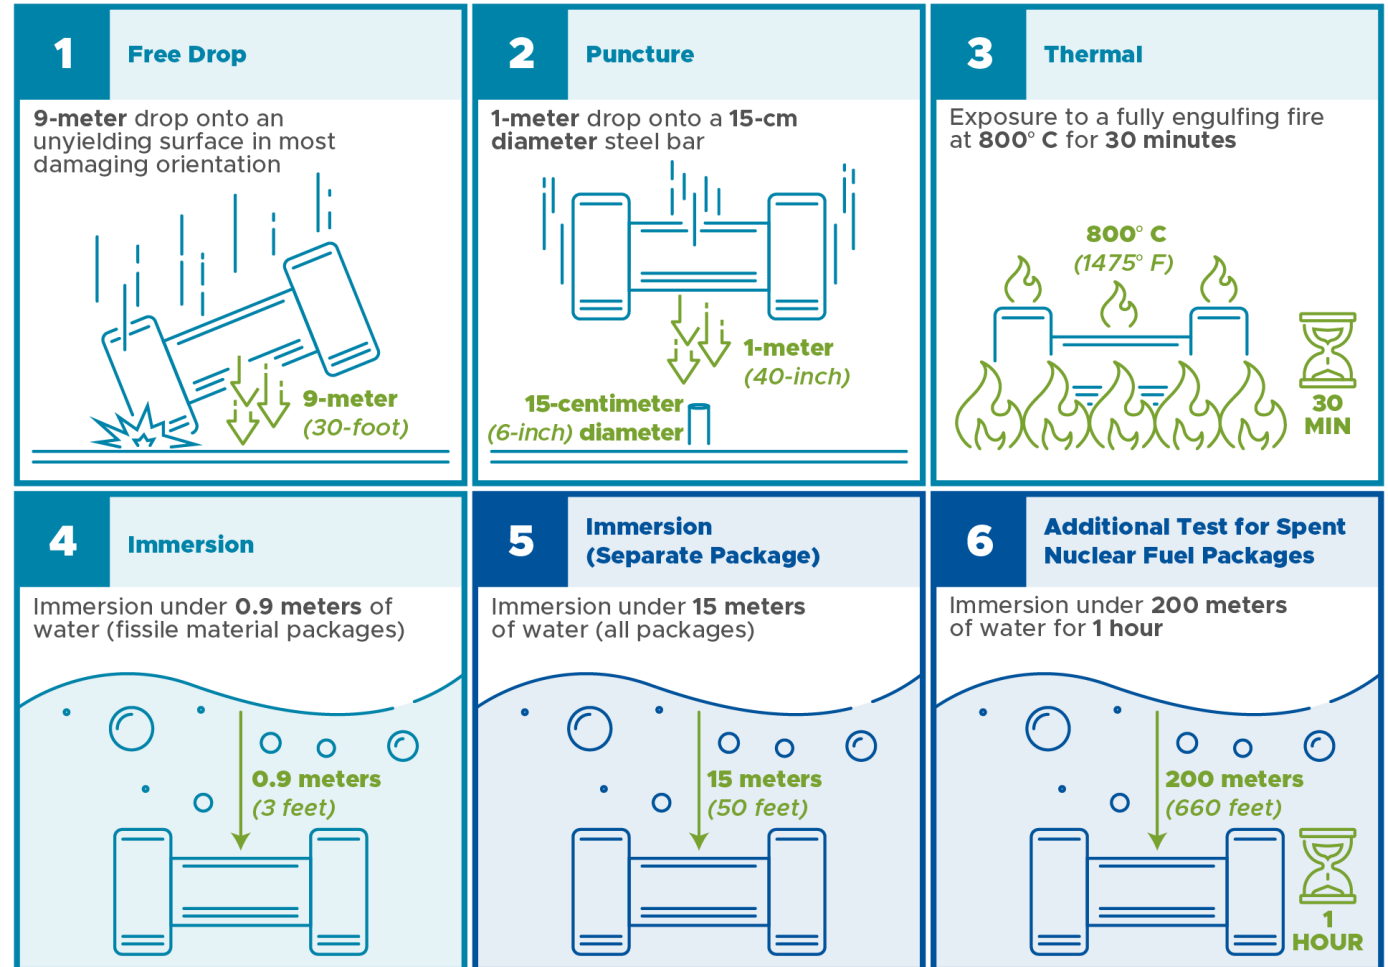 1
Free Drop
9-meter drop onto an
unyielding surface in most
damaging orientation
9-meter
(30-foot)
2
Puncture
1-meter drop onto a 15-cm
diameter steel bar
1-meter
(40-inch)
15-centimeter
(6-inch) diameter
3
Thermal
Exposure to a fully engulfing fire
at 800° C for 30 minutes
800° C
(1475° F)
30
MIN
4
Immersion
Immersion under 0.9 meters of
water (fissile material packages)
0.9 meters
(3 feet)
5
Immersion
(Separate Package)
Immersion under 15 meters
of water (all packages)
15 meters
(50 feet)
6
Additional Test for Spent
Nuclear Fuel Packages
Immersion under 200 meters
of water for 1 hour
200 meters
(660 feet)
1
HOUR